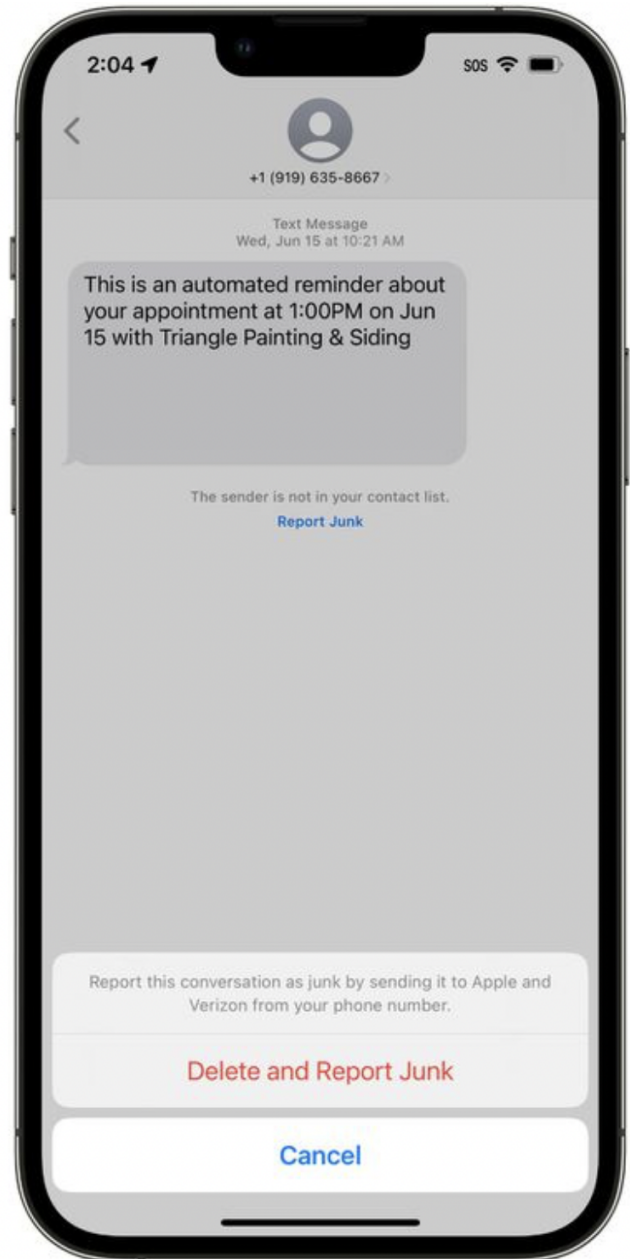 2:04
SOS
+1 (919) 635-8667
Text Message
Wed, Jun 15 at 10:21 AM
This is an automated reminder about
your appointment at 1:00PM on Jun
15 with Triangle Painting & Siding
The sender is not in your contact list.
Report Junk
Report this conversation as junk by sending it to Apple and
Verizon from your phone number.
Delete and Report Junk
Cancel